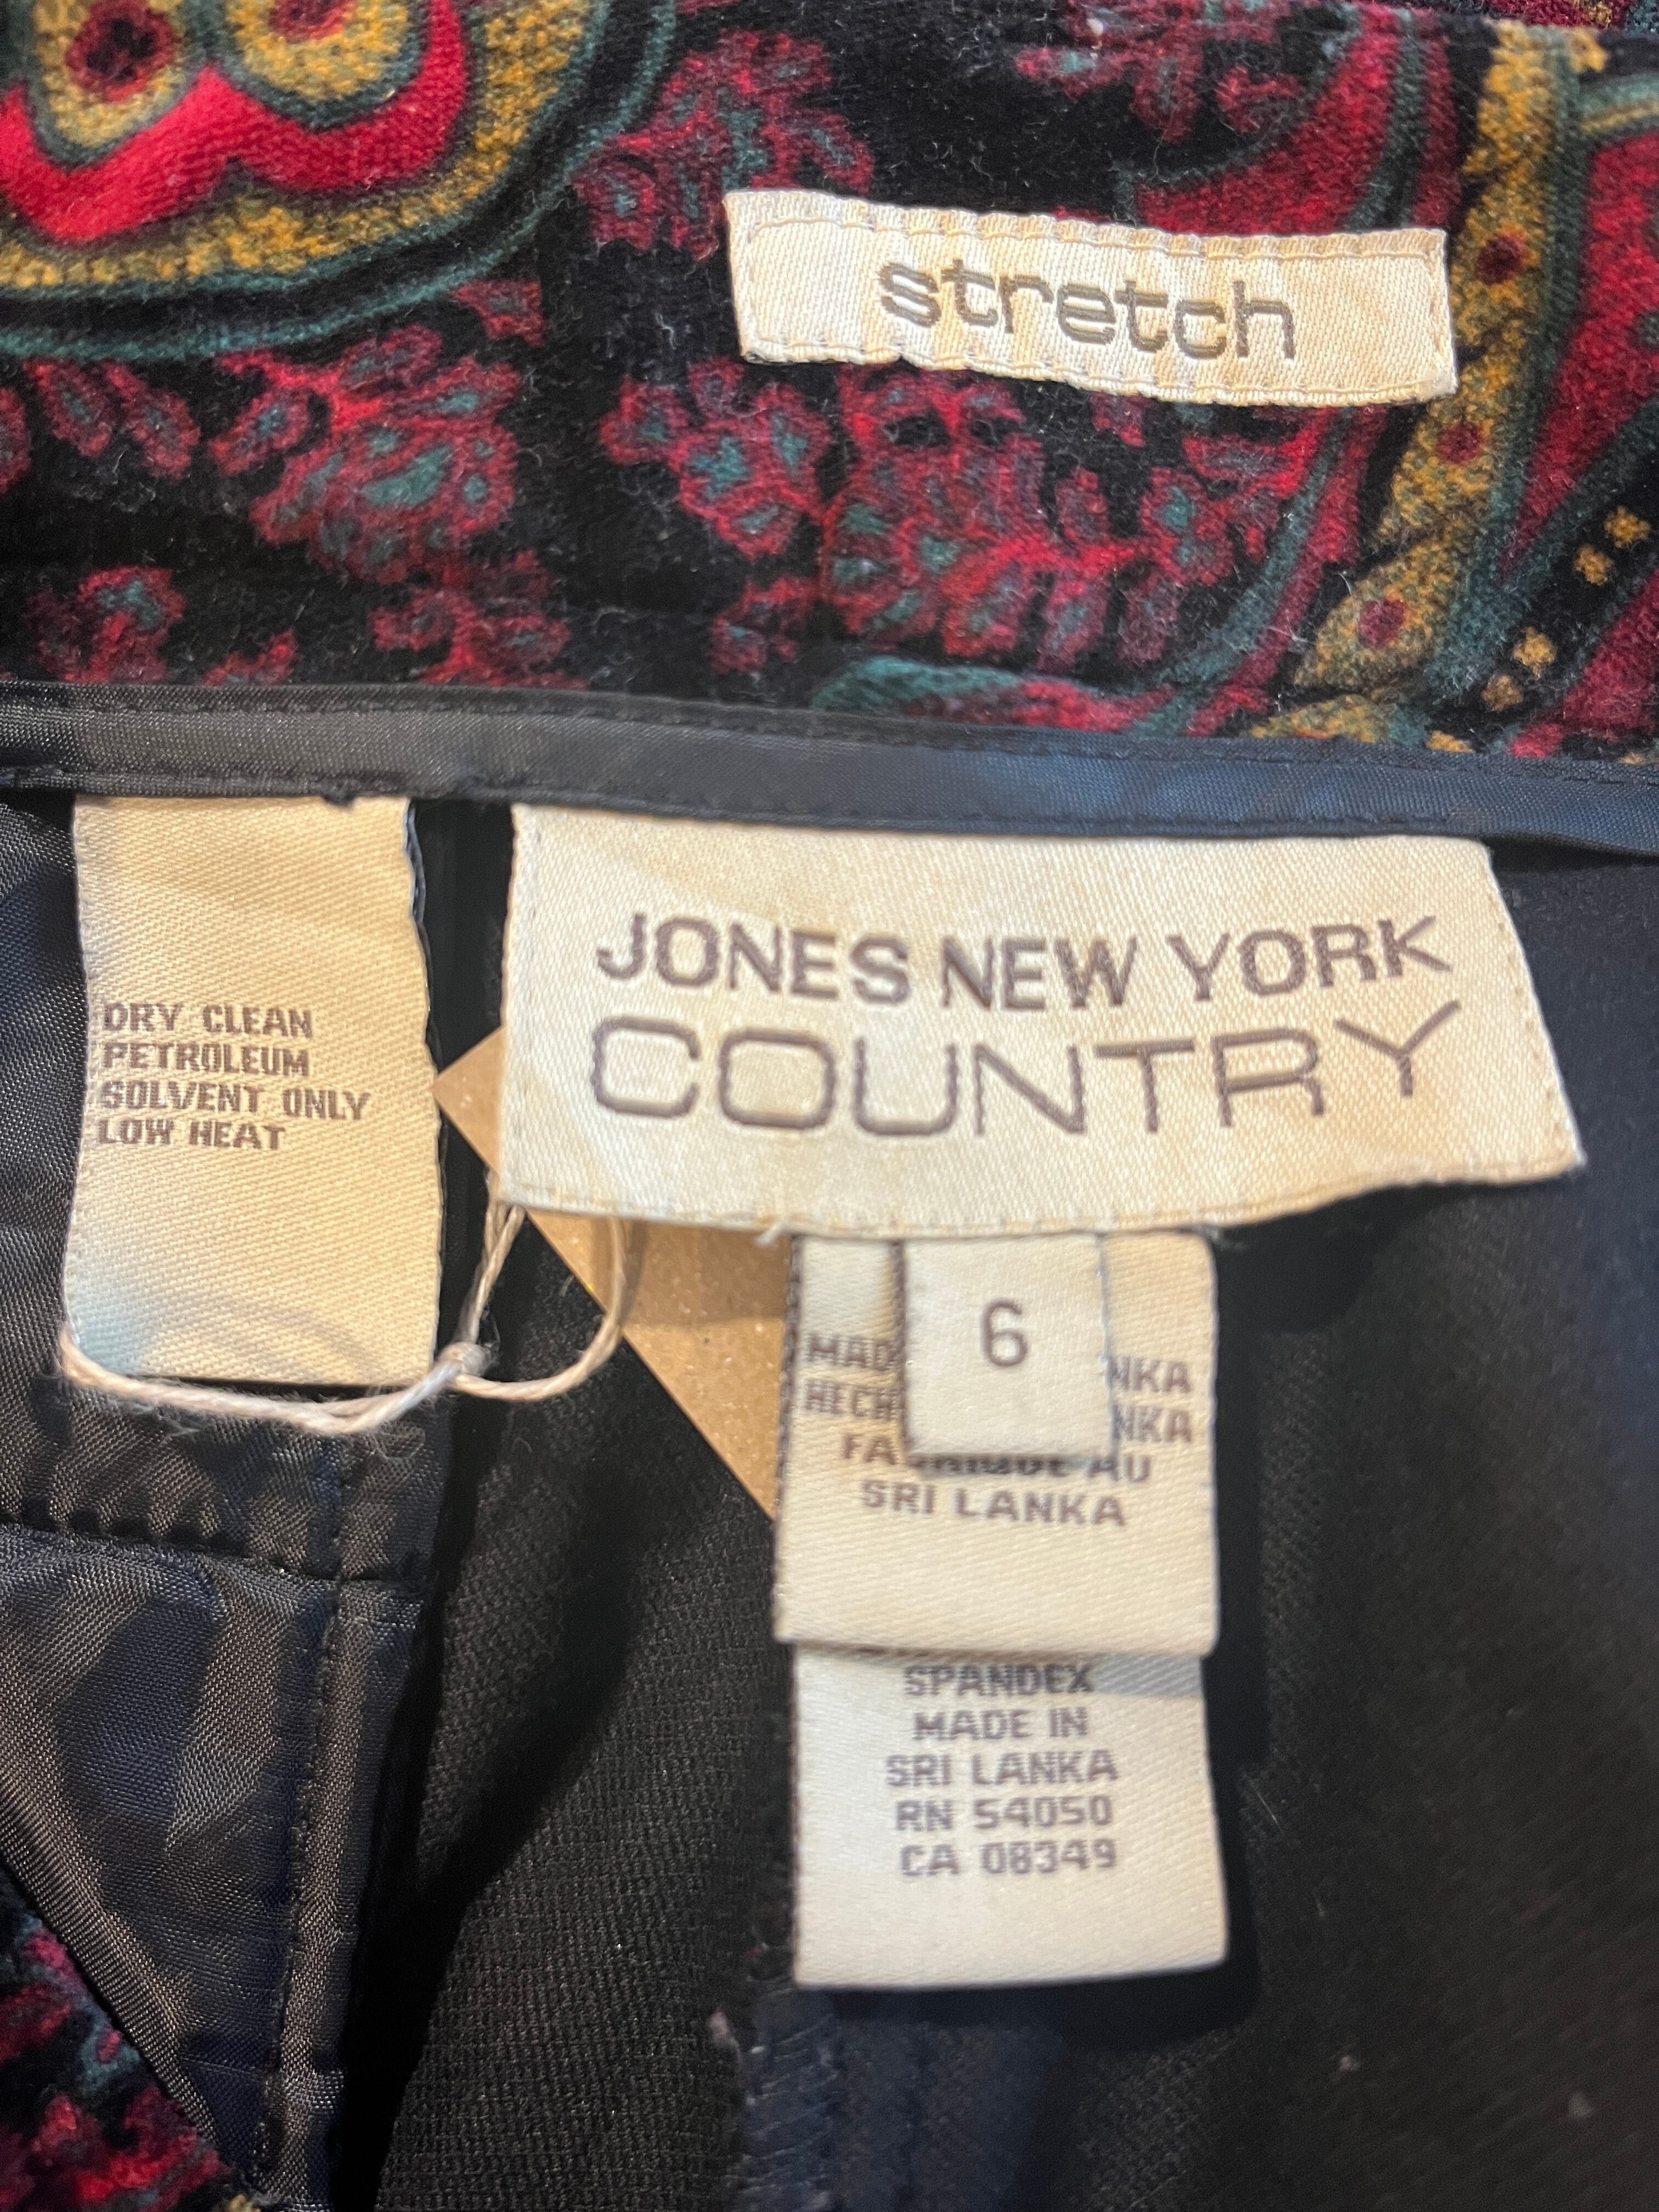 stretch
JONES NEW YORK
COUNTRY
DRY CLEAN
PETROLEUM
SOLVENT ONLY
LOW HEAT
6
SRI LANKA
SPANDEX
MADE IN
SRI LANKA
RN 54050
CA 08349